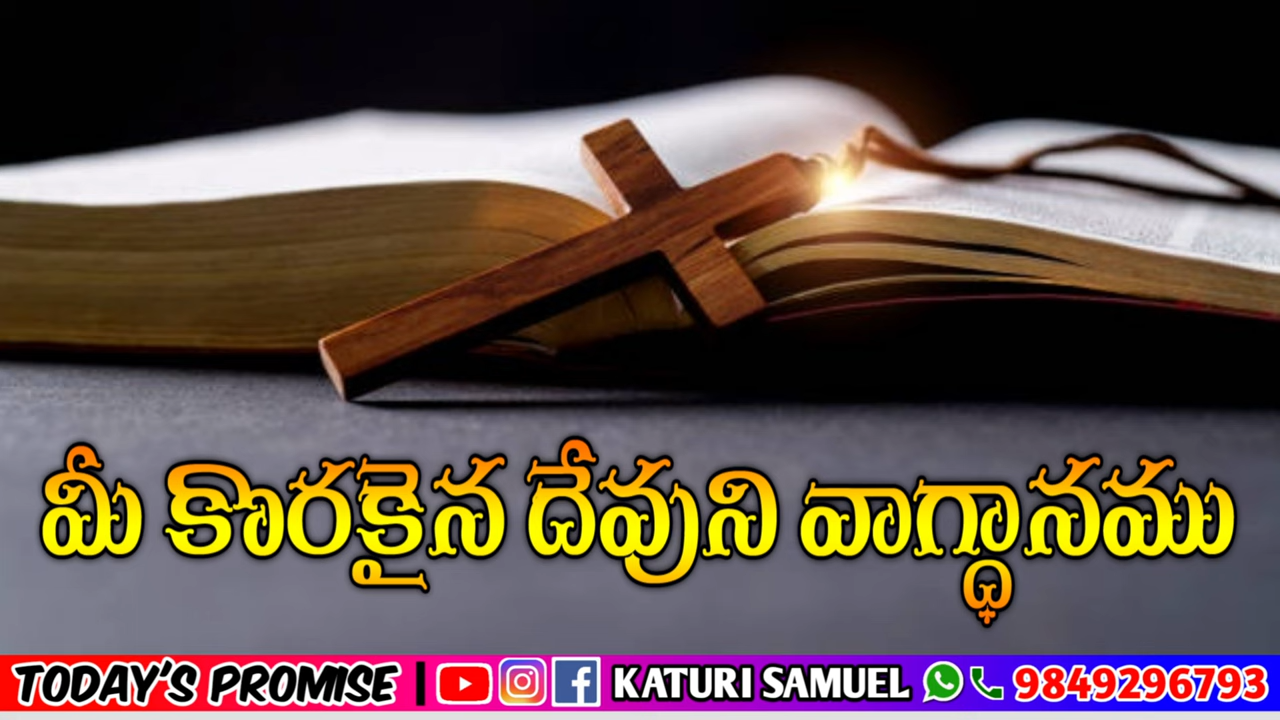 మీ కొరకైన దేవుని వాగ్ధానము
TODAY'S PROMISE | KATURI SAMUEL 9849296793